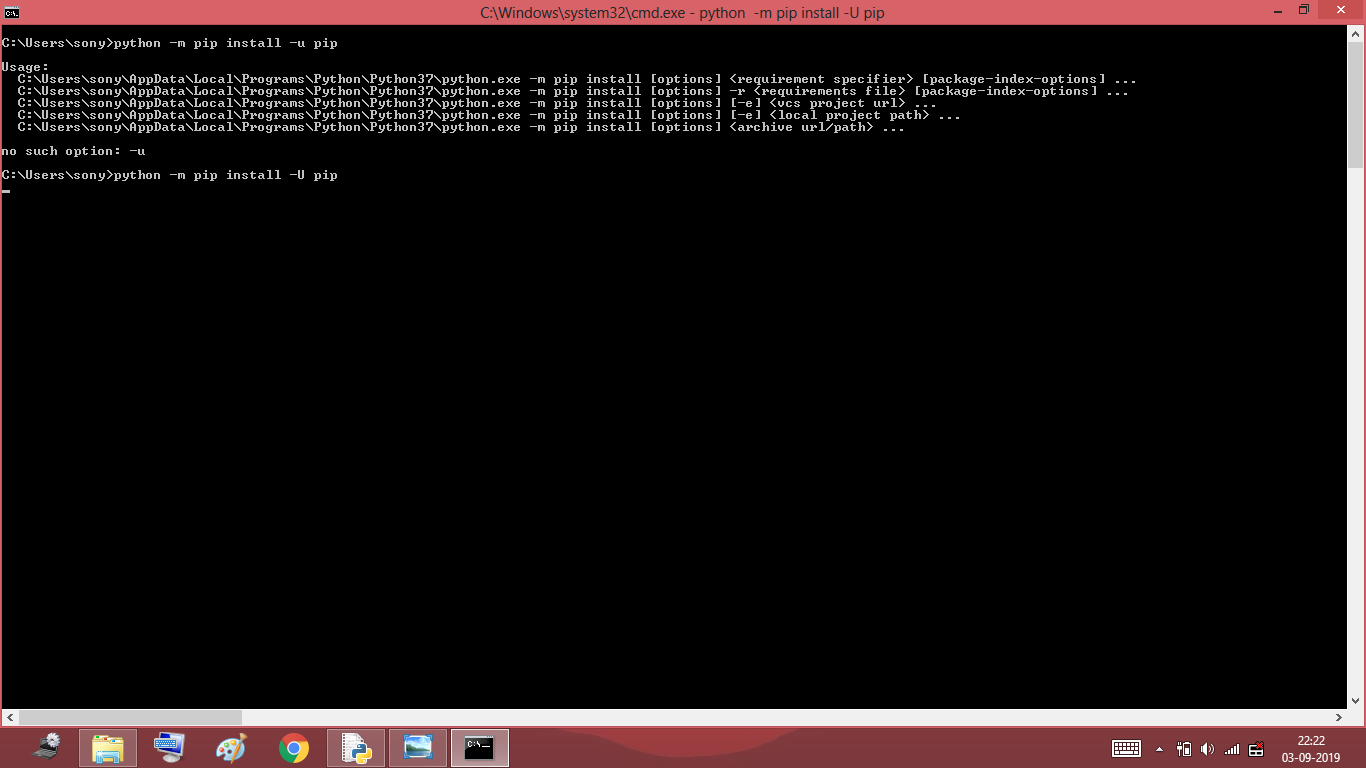 C:\Windows\system32\cmd.exe - python  -m pip install -U pip
C:\Users\sony>python -m pip install -u pip
Usage:
  C:\Users\sony\AppData\Local\Programs\Python\Python37\python.exe -m pip install [options] <requirement specifier> [package-index-options] ...
  C:\Users\sony\AppData\Local\Programs\Python\Python37\python.exe -m pip install [options] -r <requirements file> [package-index-options] ...
  C:\Users\sony\AppData\Local\Programs\Python\Python37\python.exe -m pip install [options] [-e] <vcs project url> ...
  C:\Users\sony\AppData\Local\Programs\Python\Python37\python.exe -m pip install [options] [-e] <local project path> ...
  C:\Users\sony\AppData\Local\Programs\Python\Python37\python.exe -m pip install [options] <archive url/path> ...
no such option: -u
C:\Users\sony>python -m pip install -U pip
22:22
03-09-2019